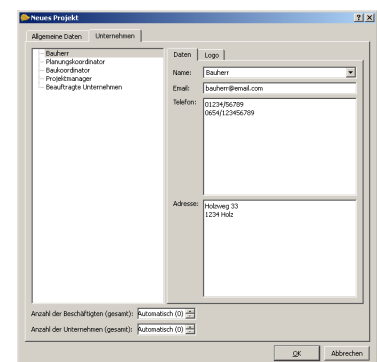 Neues Projekt
Allgemeine Daten Unternehmen
Bauherr
Planungskoordinator
Baukoordinator
Projektmanager
Beauftragte Unternehmen
Daten Logo
Name: Bauherr
Email: bauherr@email.com
Telefon: 01234/56789
0654/123456789
Adresse: Holzweg 33
1234 Holz
Anzahl der Beschäftigten (gesamt): Automatisch (0)
Anzahl der Unternehmen (gesamt): Automatisch (0)
OK Abbrechen